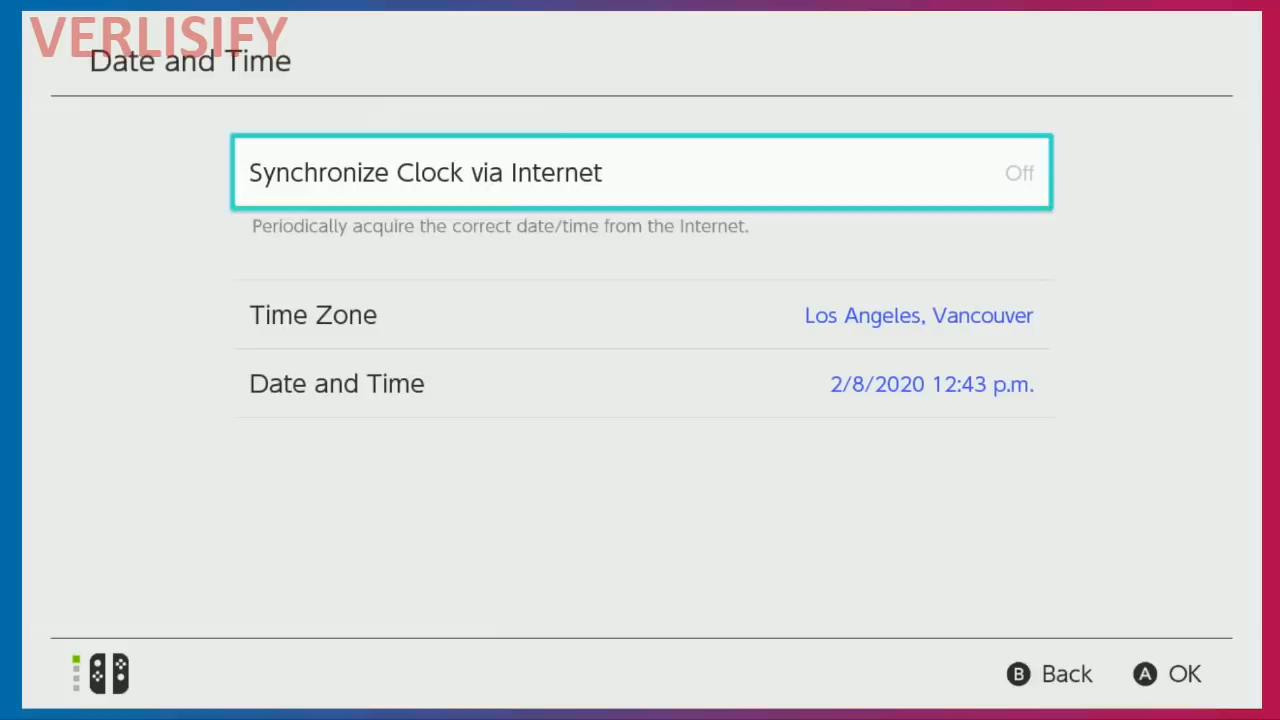 VERLISIFY
Date and Time
Synchronize Clock via Internet Off
Periodically acquire the correct date/time from the Internet.
Time Zone Los Angeles, Vancouver
Date and Time 2/8/2020 12:43 p.m.
B Back A OK